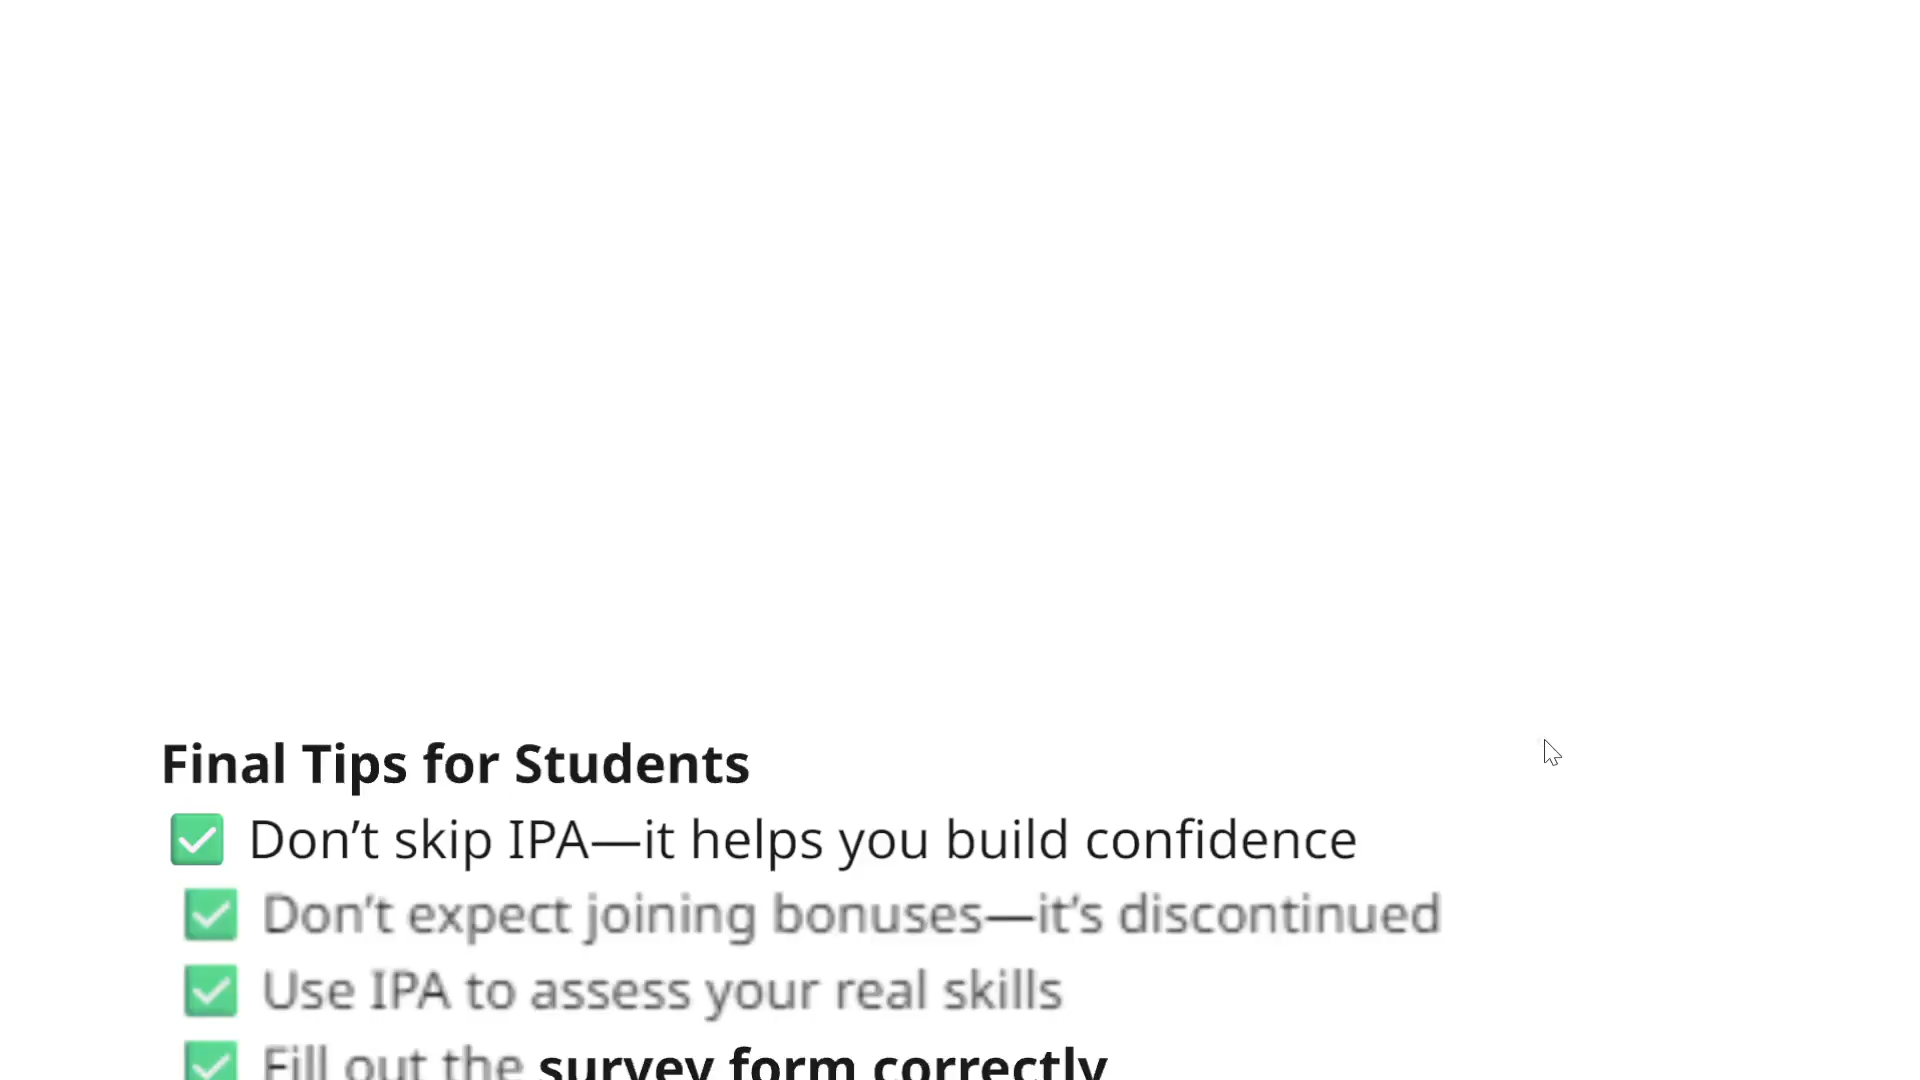 Final Tips for Students
✅ Don’t skip IPA—it helps you build confidence
✅ Don’t expect joining bonuses—it’s discontinued
✅ Use IPA to assess your real skills
✅ Fill out the survey form correctly